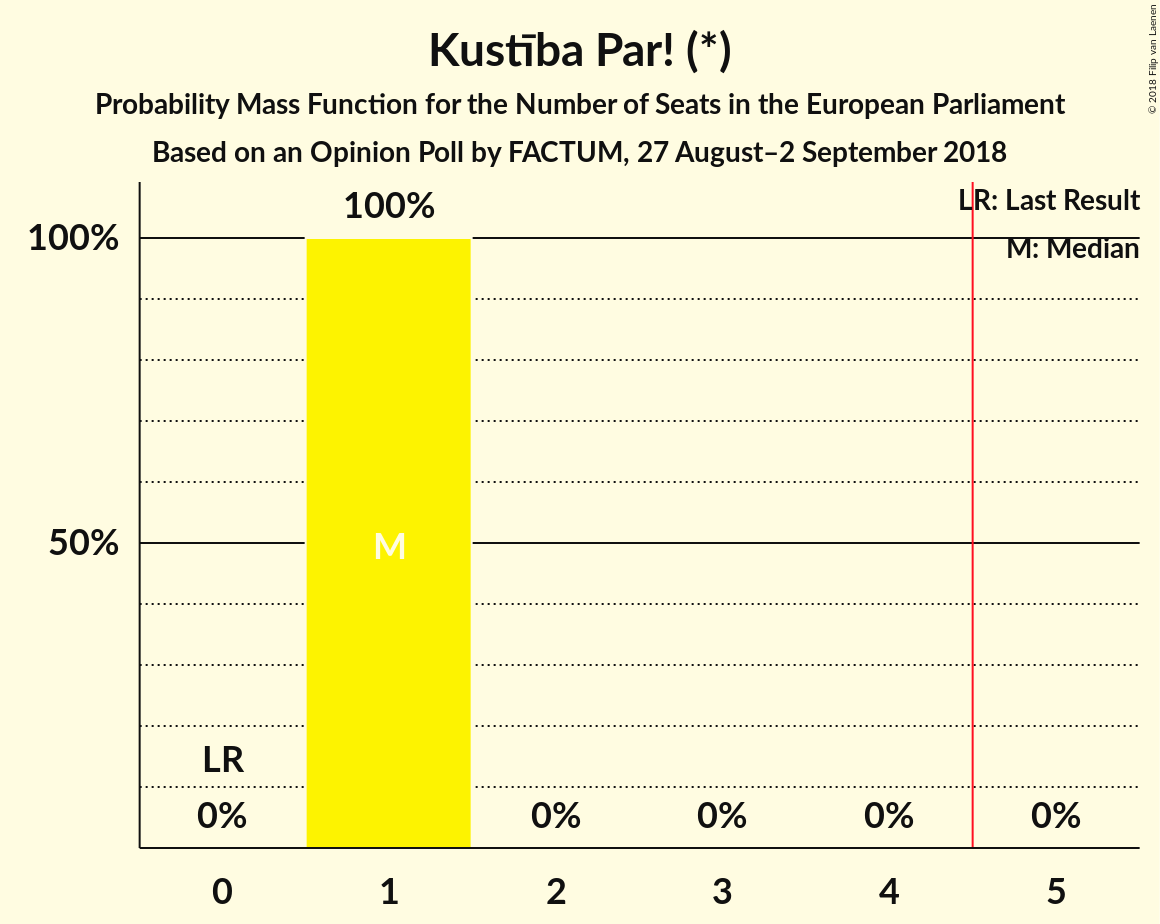 Kustība Par! (*)
Probability Mass Function for the Number of Seats in the European Parliament
Based on an Opinion Poll by FACTUM, 27 August–2 September 2018
© 2018 Filip van Laenen
LR: Last Result
M: Median
100%
100%
50%
M
LR
0%
0%
0%
0%
0%
0
1
2
3
4
5